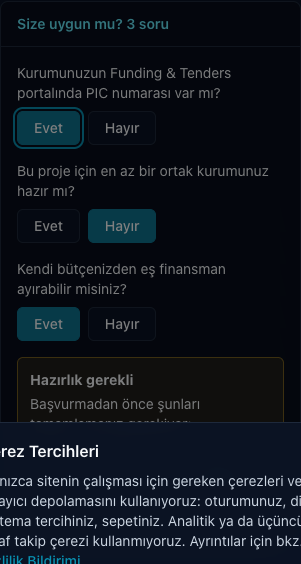 Size uygun mu? 3 soru
Kurumunuzun Funding & Tenders
portalında PIC numarası var mı?
Evet
Hayır
Bu proje için en az bir ortak kurumunuz
hazır mı?
Evet
Hayır
Kendi bütçenizden eş finansman
ayırabilir misiniz?
Evet
Hayır
Hazırlık gerekli
Başvurmadan önce şunları
rez Tercihleri
nızca sitenin çalışması için gereken çerezleri ve
ayıcı depolamasını kullanıyoruz: oturumunuz, di
tema tercihiniz, sepetiniz. Analitik ya da üçüncü
af takip çerezi kullanmıyoruz. Ayrıntılar için bkz.
lilik Bildirimi